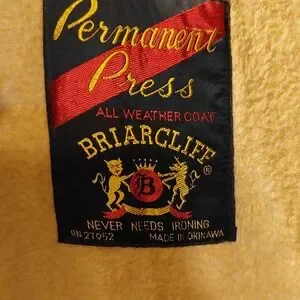 Permanent
Press
ALL WEATHER COAT
BRIARCLIFF
®
B
NEVER NEEDS IRONING
RN 27952 MADE IN OKINAWA